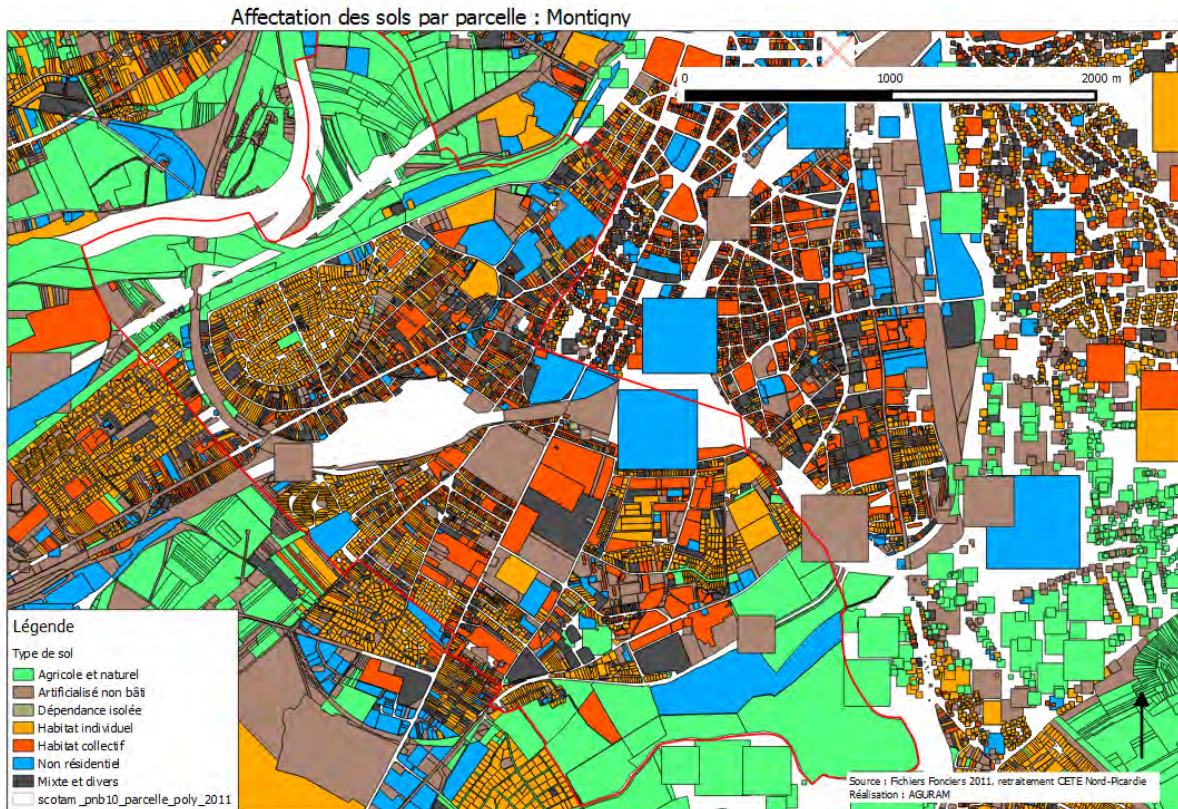 Affectation des sols par parcelle : Montigny
0 1000 2000 m
Légende
Type de sol
Agricole et naturel
Artificialisé non bâti
Dépendance isolée
Habitat individuel
Habitat collectif
Non résidentiel
Mixte et divers
scotam_pnb10_parcelle_poly_2011
Source : Fichiers Fonciers 2011, retraitement CETE Nord-Picardie
Réalisation : AGURAM